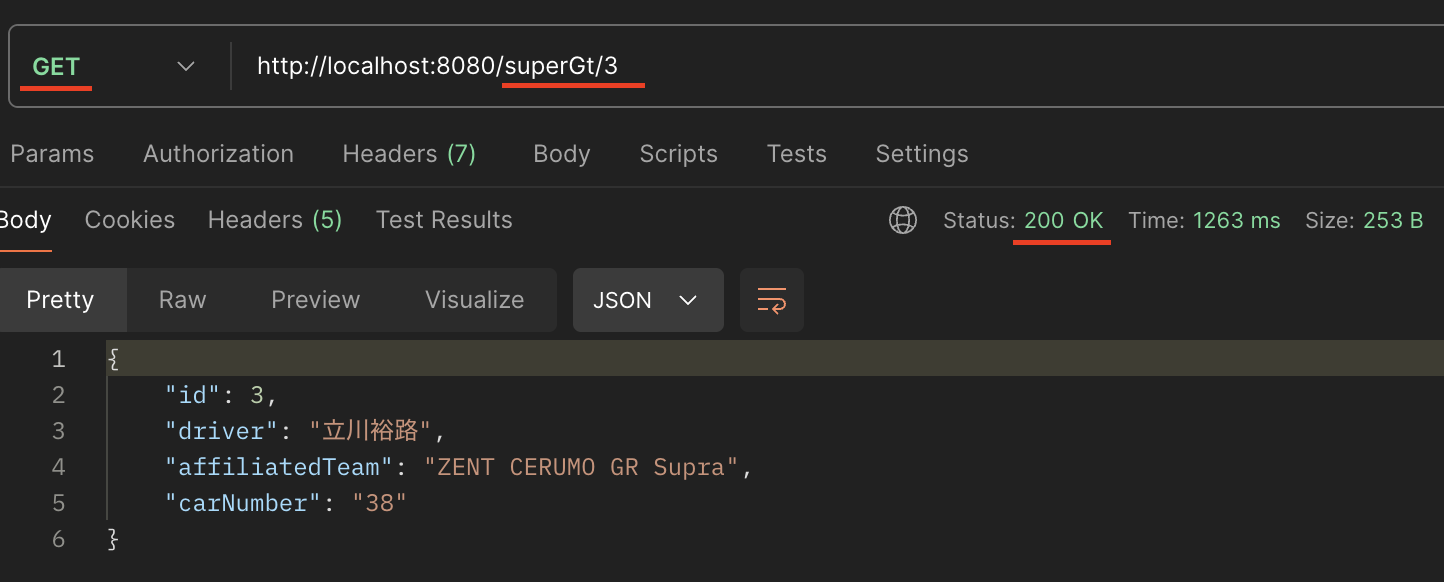 GET http://localhost:8080/superGt/3
Params Authorization Headers (7) Body Scripts Tests Settings
Body Cookies Headers (5) Test Results Status: 200 OK Time: 1263 ms Size: 253 B
Pretty Raw Preview Visualize JSON
1 {
2 "id": 3,
3 "driver": "立川裕路",
4 "affiliatedTeam": "ZENT CERUMO GR Supra",
5 "carNumber": "38"
6 }